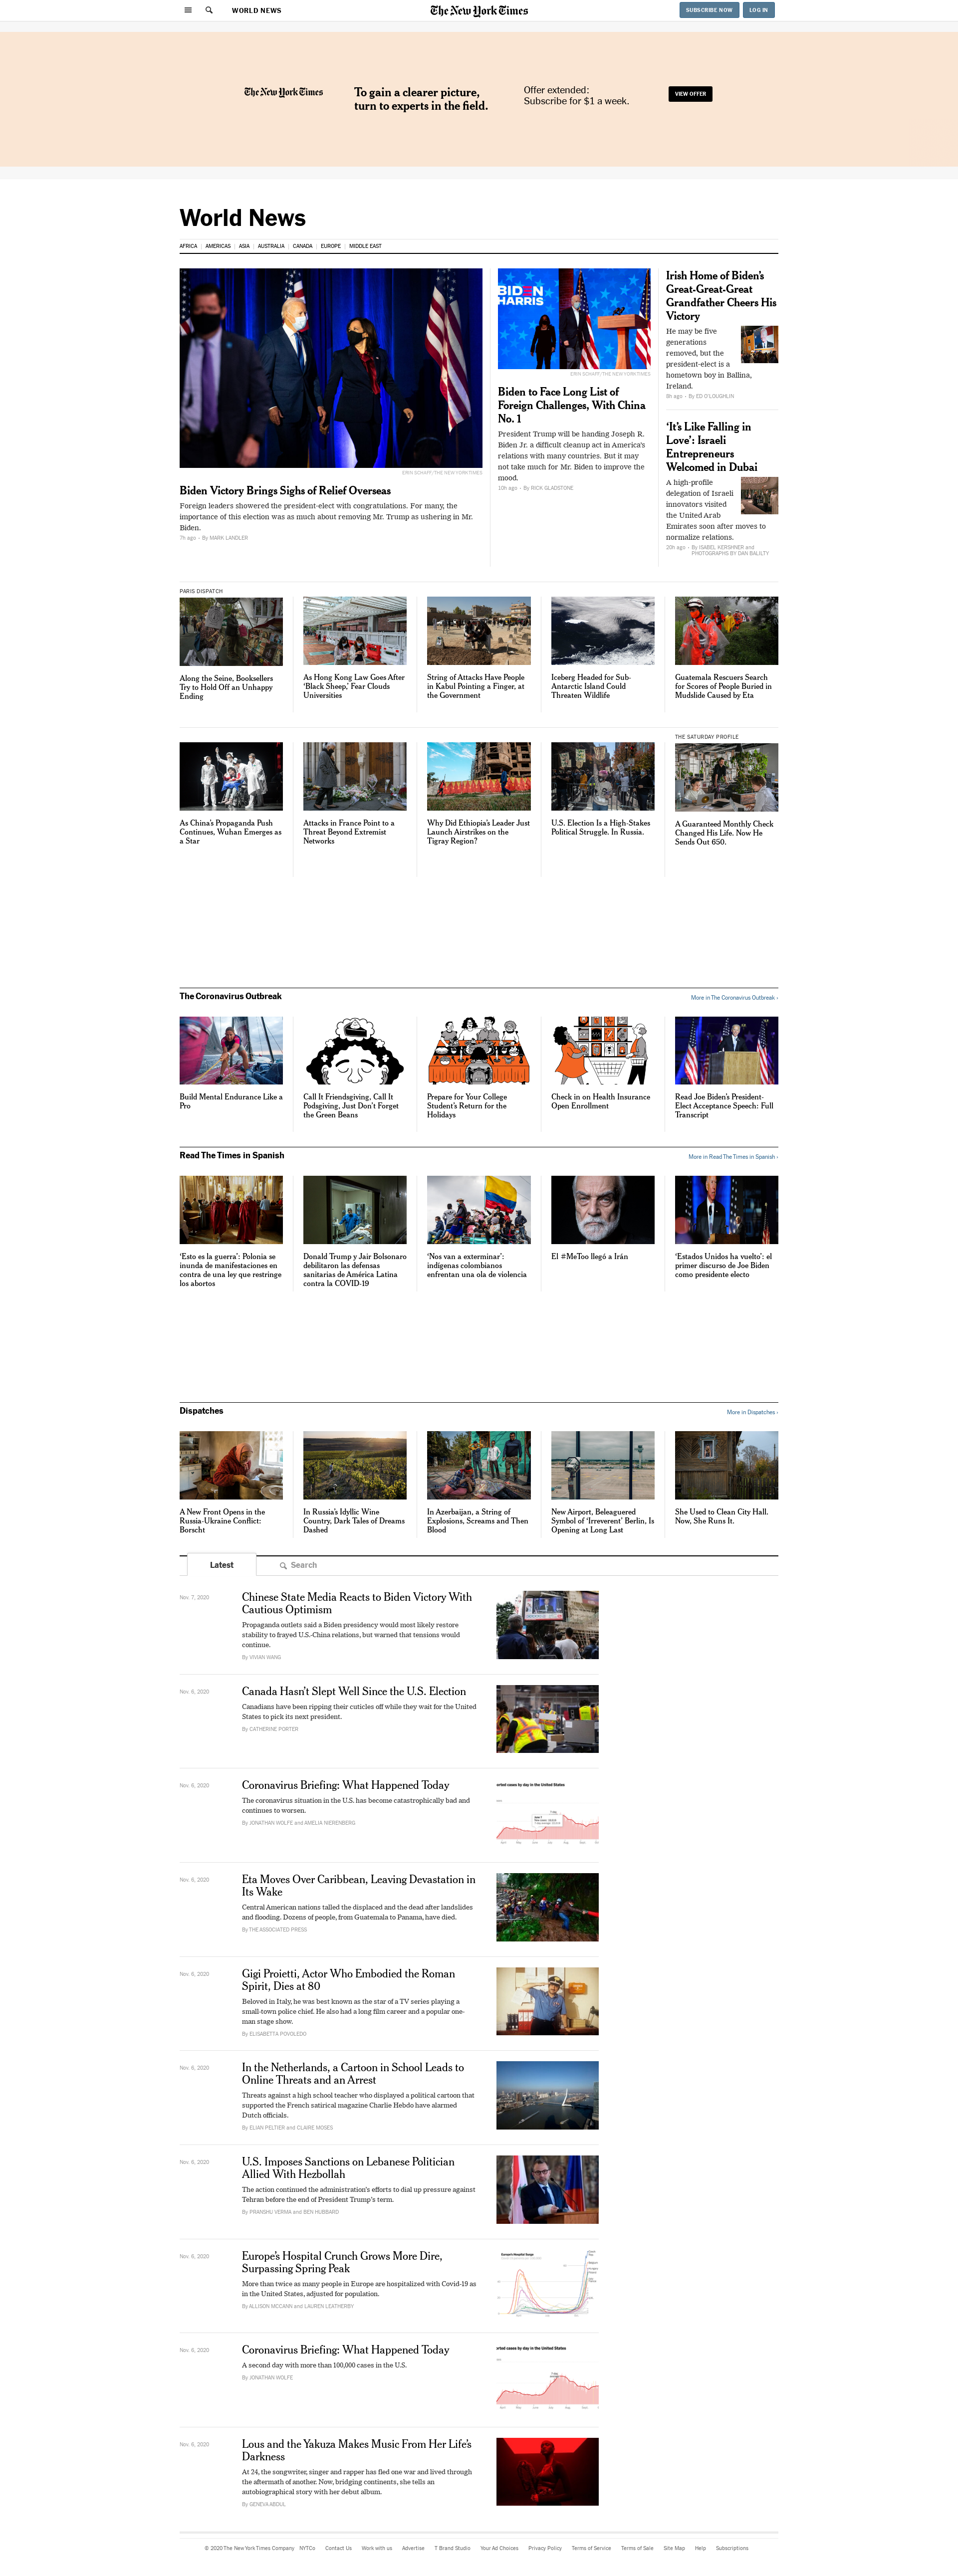 WORLD NEWS
The New York Times
SUBSCRIBE NOW
LOG IN
The New York Times
To gain a clearer picture,
turn to experts in the field.
Offer extended:
Subscribe for $1 a week.
VIEW OFFER
World News
AFRICA
AMERICAS
ASIA
AUSTRALIA
CANADA
EUROPE
MIDDLE EAST
BIDEN
HARRIS
ERIN SCHAFF/THE NEW YORK TIMES
Biden Victory Brings Sighs of Relief Overseas
Foreign leaders showered the president-elect with congratulations. For many, the
importance of this election was as much about removing Mr. Trump as ushering in Mr.
Biden.
7h ago - By MARK LANDLER
ERIN SCHAFF/THE NEW YORK TIMES
Biden to Face Long List of
Foreign Challenges, With China
No. 1
President Trump will be handing Joseph R.
Biden Jr. a difficult cleanup act in America's
relations with many countries. But it may
not take much for Mr. Biden to improve the
mood.
10h ago - By RICK GLADSTONE
Irish Home of Biden's
Great-Great-Great
Grandfather Cheers His
Victory
He may be five
generations
removed, but the
president-elect is a
hometown boy in Ballina,
Ireland.
8h ago - By ED O'LOUGHLIN
'It's Like Falling in
Love': Israeli
Entrepreneurs
Welcomed in Dubai
A high-profile
delegation of Israeli
innovators visited
the United Arab
Emirates soon after moves to
normalize relations.
20h ago - By ISABEL KERSHNER and
PHOTOGRAPHS BY DAN BALILTY
PARIS DISPATCH
Along the Seine, Booksellers
Try to Hold Off an Unhappy
Ending
As Hong Kong Law Goes After
'Black Sheep,' Fear Clouds
Universities
String of Attacks Have People
in Kabul Pointing a Finger, at
the Government
Iceberg Headed for Sub-
Antarctic Island Could
Threaten Wildlife
Guatemala Rescuers Search
for Scores of People Buried in
Mudslide Caused by Eta
As China's Propaganda Push
Continues, Wuhan Emerges as
a Star
Attacks in France Point to a
Threat Beyond Extremist
Networks
Why Did Ethiopia's Leader Just
Launch Airstrikes on the
Tigray Region?
U.S. Election Is a High-Stakes
Political Struggle. In Russia.
THE SATURDAY PROFILE
A Guaranteed Monthly Check
Changed His Life. Now He
Sends Out 650.
The Coronavirus Outbreak
More in The Coronavirus Outbreak ›
Build Mental Endurance Like a
Pro
Call It Friendsgiving, Call It
Podsgiving, Just Don't Forget
the Green Beans
Prepare for Your College
Student's Return for the
Holidays
Check in on Health Insurance
Open Enrollment
Read Joe Biden's President-
Elect Acceptance Speech: Full
Transcript
Read The Times in Spanish
More in Read The Times in Spanish ›
'Esto es la guerra': Polonia se
inunda de manifestaciones en
contra de una ley que restringe
los abortos
Donald Trump y Jair Bolsonaro
debilitaron las defensas
sanitarias de América Latina
contra la COVID-19
'Nos van a exterminar':
indígenas colombianos
enfrentan una ola de violencia
El #MeToo llegó a Irán
'Estados Unidos ha vuelto': el
primer discurso de Joe Biden
como presidente electo
Dispatches
More in Dispatches ›
A New Front Opens in the
Russia-Ukraine Conflict:
Borscht
In Russia's Idyllic Wine
Country, Dark Tales of Dreams
Dashed
In Azerbaijan, a String of
Explosions, Screams and Then
Blood
New Airport, Beleaguered
Symbol of 'Irreverent' Berlin, Is
Opening at Long Last
She Used to Clean City Hall.
Now, She Runs It.
Latest
Search
Nov. 7, 2020
Chinese State Media Reacts to Biden Victory With
Cautious Optimism
Propaganda outlets said a Biden presidency would most likely restore
stability to frayed U.S.-China relations, but warned that tensions would
continue.
By VIVIAN WANG
Nov. 6, 2020
Canada Hasn't Slept Well Since the U.S. Election
Canadians have been ripping their cuticles off while they wait for the United
States to pick its next president.
By CATHERINE PORTER
Nov. 6, 2020
Coronavirus Briefing: What Happened Today
The coronavirus situation in the U.S. has become catastrophically bad and
continues to worsen.
By JONATHAN WOLFE and AMELIA NIERENBERG
orted cases by day in the United States
Nov. 6, 2020
Eta Moves Over Caribbean, Leaving Devastation in
Its Wake
Central American nations tallied the displaced and the dead after landslides
and flooding. Dozens of people, from Guatemala to Panama, have died.
By THE ASSOCIATED PRESS
Nov. 6, 2020
Gigi Proietti, Actor Who Embodied the Roman
Spirit, Dies at 80
Beloved in Italy, he was best known as the star of a TV series playing a
small-town police chief. He also had a long film career and a popular one-
man stage show.
By ELISABETTA POVOLEDO
Nov. 6, 2020
In the Netherlands, a Cartoon in School Leads to
Online Threats and an Arrest
Threats against a high school teacher who displayed a political cartoon that
supported the French satirical magazine Charlie Hebdo have alarmed
Dutch officials.
By ELIAN PELTIER and CLAIRE MOSES
Nov. 6, 2020
U.S. Imposes Sanctions on Lebanese Politician
Allied With Hezbollah
The action continued the administration's efforts to dial up pressure against
Tehran before the end of President Trump's term.
By PRANSHU VERMA and BEN HUBBARD
Nov. 6, 2020
Europe's Hospital Crunch Grows More Dire,
Surpassing Spring Peak
More than twice as many people in Europe are hospitalized with Covid-19 as
in the United States, adjusted for population.
By ALLISON MCCANN and LAUREN LEATHERBY
Nov. 6, 2020
Coronavirus Briefing: What Happened Today
A second day with more than 100,000 cases in the U.S.
By JONATHAN WOLFE
orted cases by day in the United States
Nov. 6, 2020
Lous and the Yakuza Makes Music From Her Life's
Darkness
At 24, the songwriter, singer and rapper has fled one war and lived through
the aftermath of another. Now, bridging continents, she tells an
autobiographical story with her debut album.
By GENEVA ABDUL
© 2020 The New York Times Company
NYTCo
Contact Us
Work with us
Advertise
T Brand Studio
Your Ad Choices
Privacy Policy
Terms of Service
Terms of Sale
Site Map
Help
Subscriptions